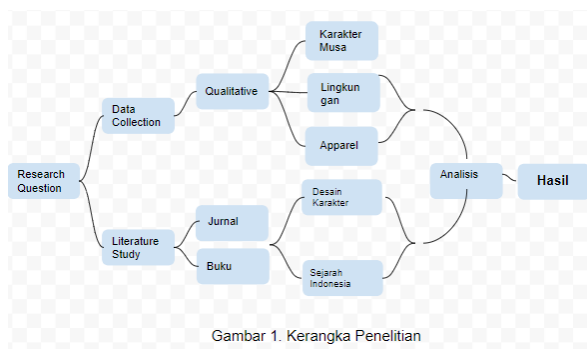 Research
Question
Data
Collection
Literature
Study
Qualitative
Jurnal
Buku
Karakter
Musa
Lingkun
gan
Apparel
Desain
Karakter
Sejarah
Indonesia
Analisis
Hasil
Gambar 1. Kerangka Penelitian